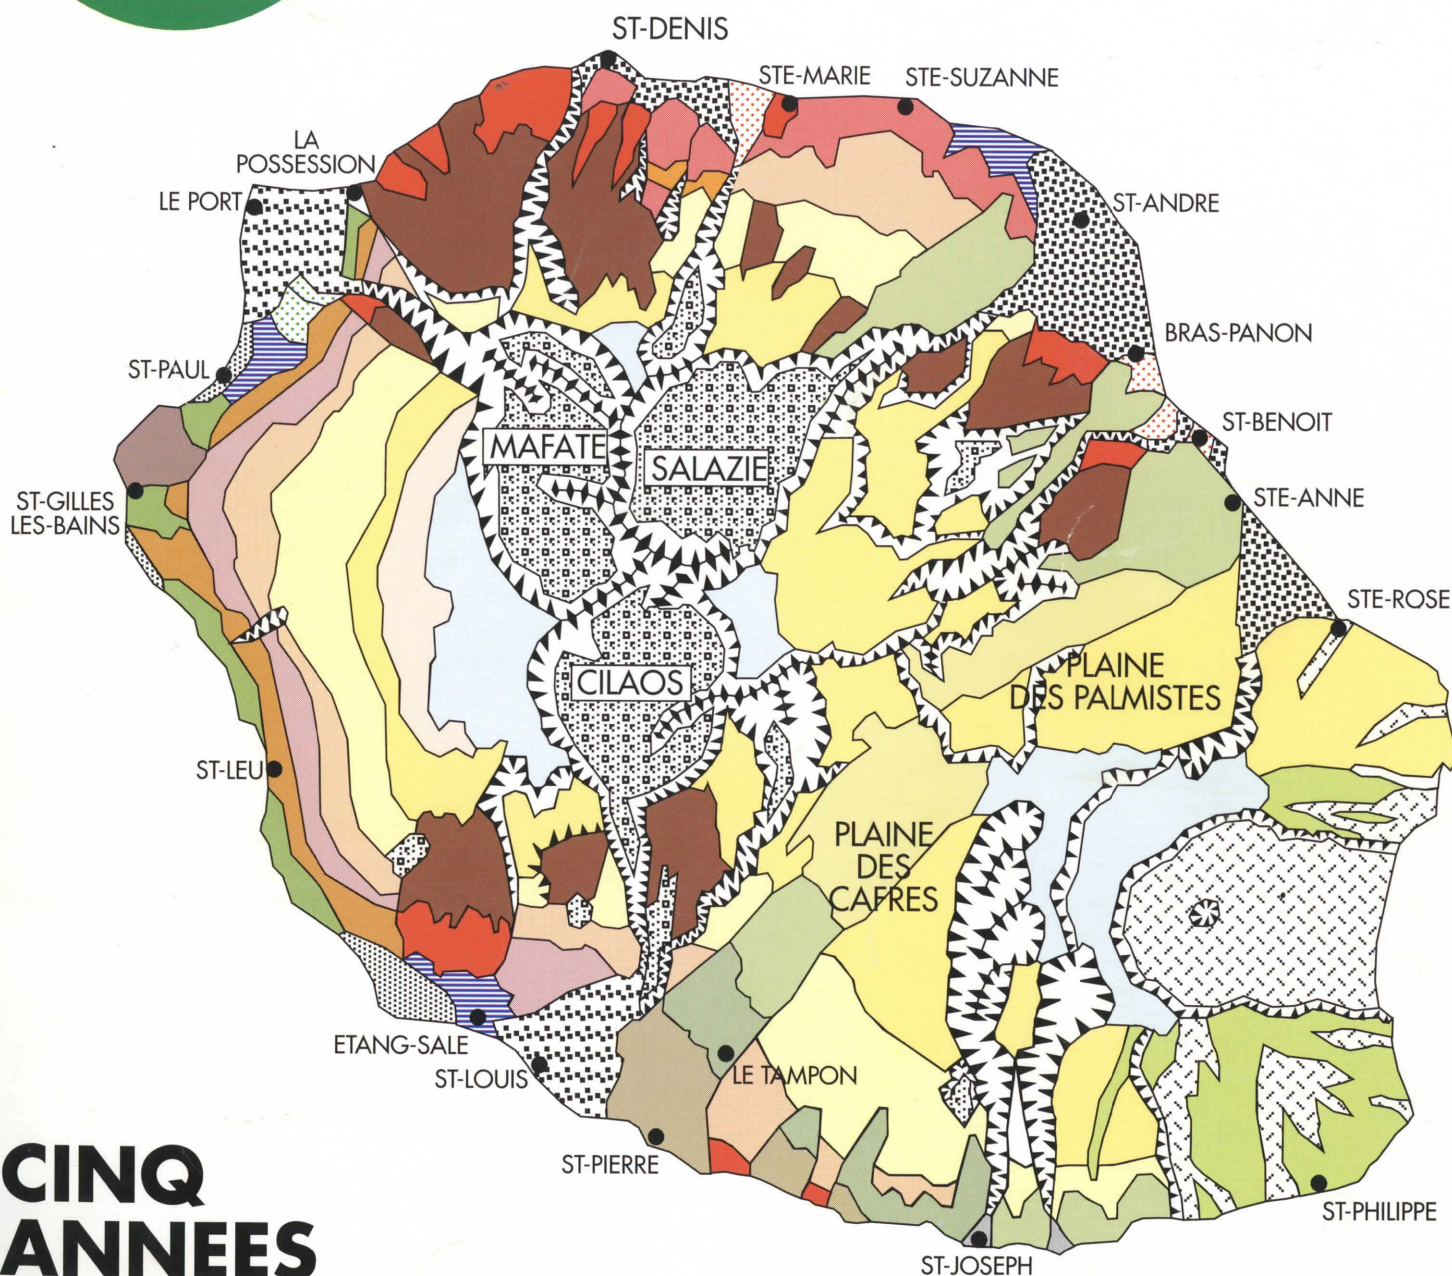 ST-DENIS
STE-MARIE
STE-SUZANNE
LA
POSSESSION
LE PORT
ST-ANDRE
BRAS-PANON
ST-PAUL
ST-BENOIT
MAFATE
SALAZIE
ST-GILLES
LES-BAINS
STE-ANNE
STE-ROSE
CILAOS
PLAINE
DES PALMISTES
ST-LEU
PLAINE
DES
CAFRES
ETANG-SALE
ST-LOUIS
LE TAMPON
ST-PIERRE
ST-PHILIPPE
ST-JOSEPH
CINQ
ANNEES